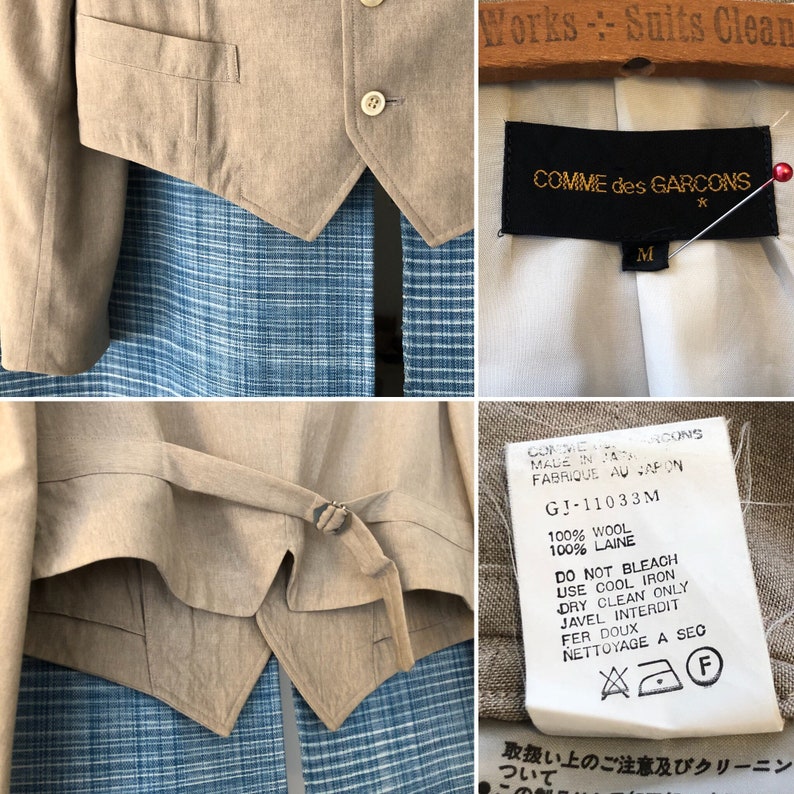 Works ⁘ Suits Clean
COMME des GARCONS
M
COMME des GARCONS
MADE IN JAPAN
FABRIQUE AU JAPON
GJ-11033M
100% WOOL
100% LAINE
DO NOT BLEACH
USE COOL IRON
DRY CLEAN ONLY
JAVEL INTERDIT
FER DOUX
NETTOYAGE A SEC
F
取扱い上のご注意及びクリーニン
ついて